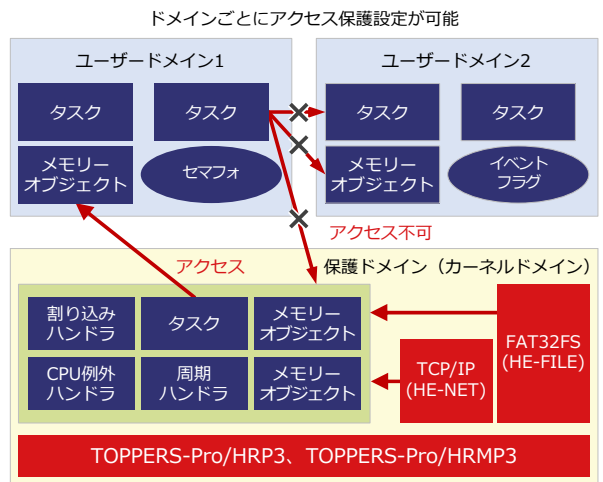 ドメインごとにアクセス保護設定が可能
ユーザードメイン1
タスク
タスク
メモリー
オブジェクト
セマフォ
ユーザードメイン2
タスク
タスク
メモリー
オブジェクト
イベント
フラグ
アクセス不可
アクセス
保護ドメイン（カーネルドメイン）
割り込み
ハンドラ
タスク
メモリー
オブジェクト
CPU例外
ハンドラ
周期
ハンドラ
メモリー
オブジェクト
TCP/IP
(HE-NET)
FAT32FS
(HE-FILE)
TOPPERS-Pro/HRP3、TOPPERS-Pro/HRMP3